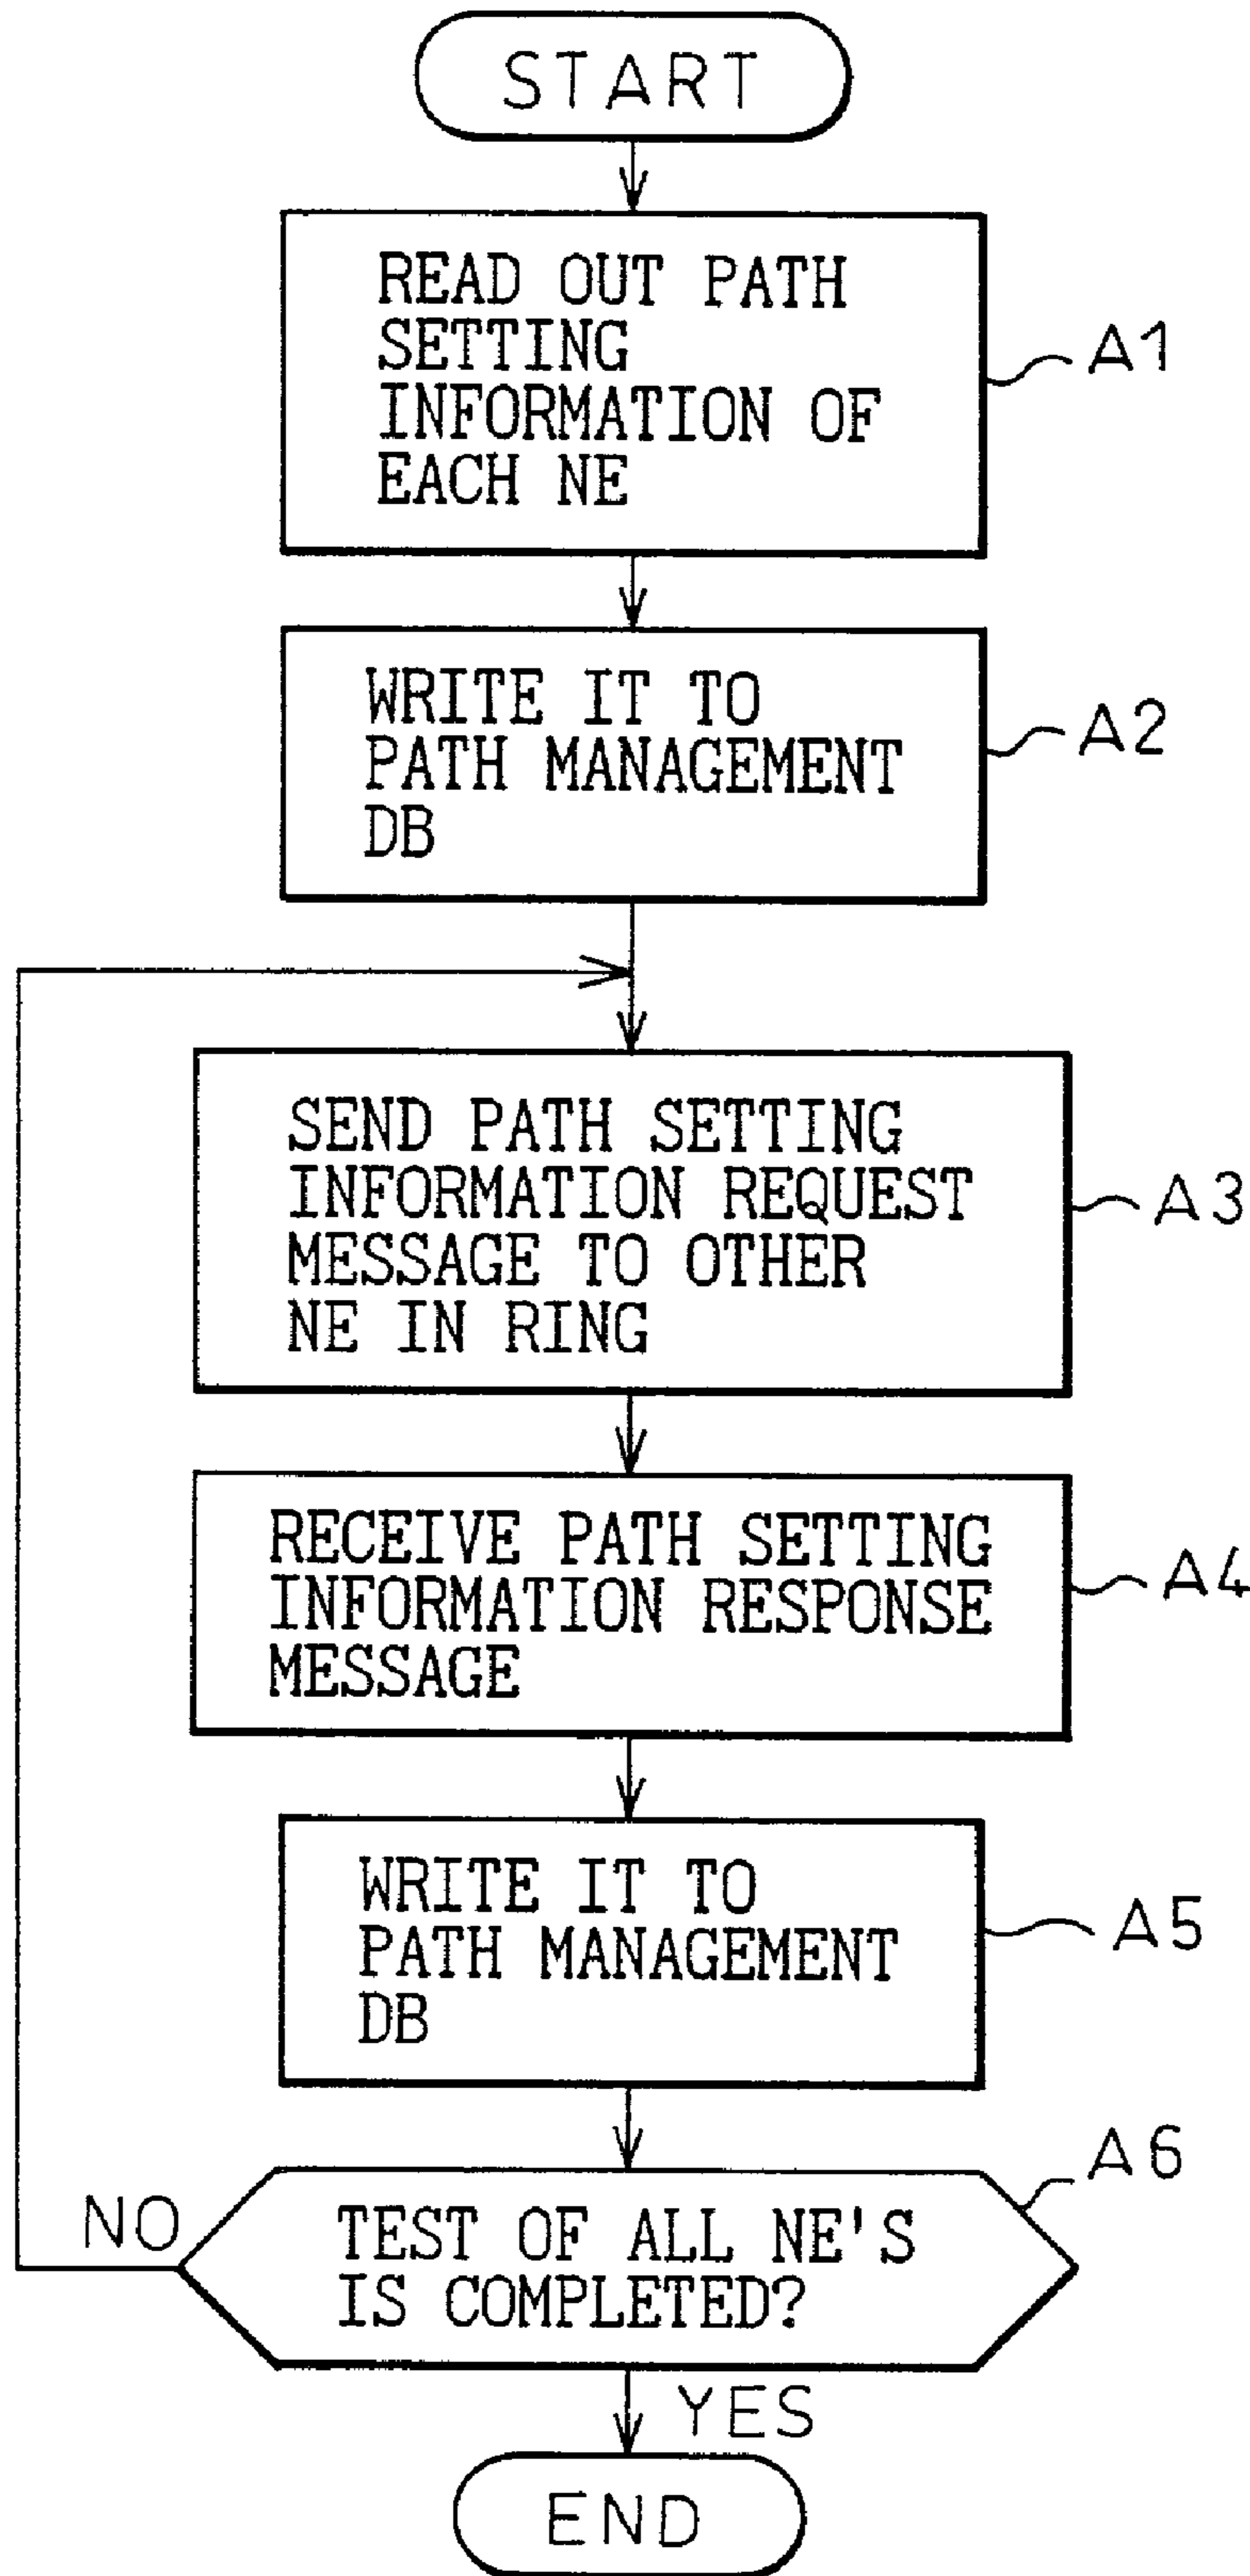 START
READ OUT PATH
SETTING
INFORMATION OF
EACH NE
A1
WRITE IT TO
PATH MANAGEMENT
DB
A2
SEND PATH SETTING
INFORMATION REQUEST
MESSAGE TO OTHER
NE IN RING
A3
RECEIVE PATH SETTING
INFORMATION RESPONSE
MESSAGE
A4
WRITE IT TO
PATH MANAGEMENT
DB
A5
A6
NO
TEST OF ALL NE'S
IS COMPLETED?
YES
END